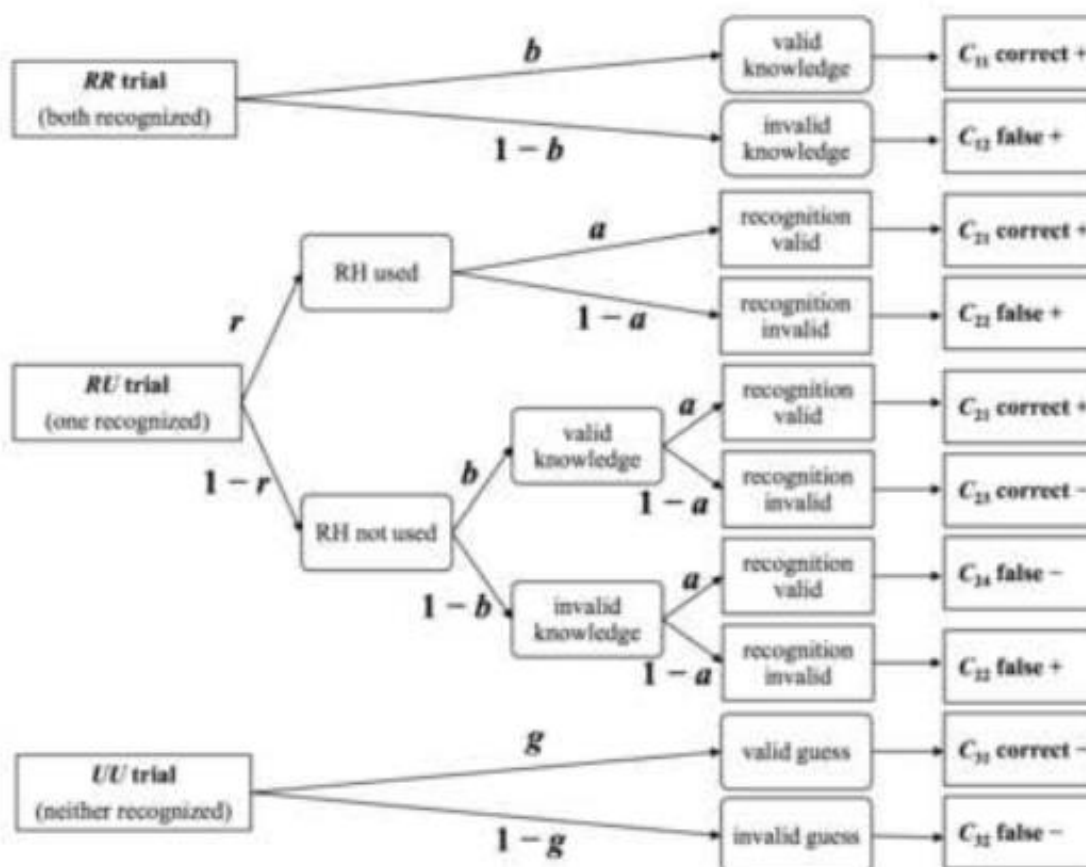 b
valid
knowledge
C11 correct +
RR trial
(both recognized)
1 − b
invalid
knowledge
C12 false +
a
recognition
valid
C21 correct +
RH used
1 − a
recognition
invalid
C22 false +
r
RU trial
(one recognized)
a
recognition
valid
C21 correct +
valid
knowledge
1 − r
b
1 − a
recognition
invalid
C23 correct −
RH not used
a
recognition
valid
C24 false −
1 − b
invalid
knowledge
1 − a
recognition
invalid
C22 false +
g
valid guess
C31 correct −
UU trial
(neither recognized)
1 − g
invalid guess
C32 false −